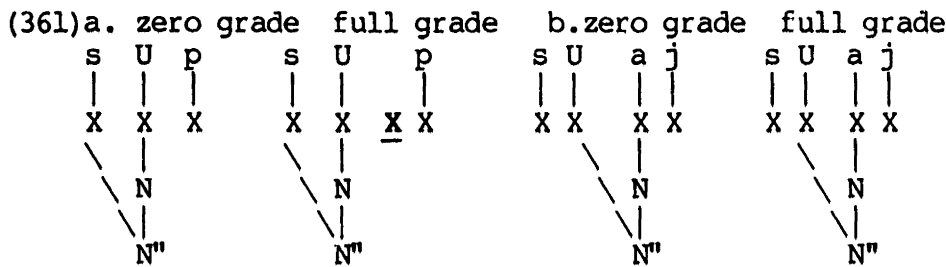 (361)a. zero grade full grade b.zero grade full grade
s U p s U p s U a j s U a j
X X X X X X X X X X X X X X X
N N N N
N" N" N" N"